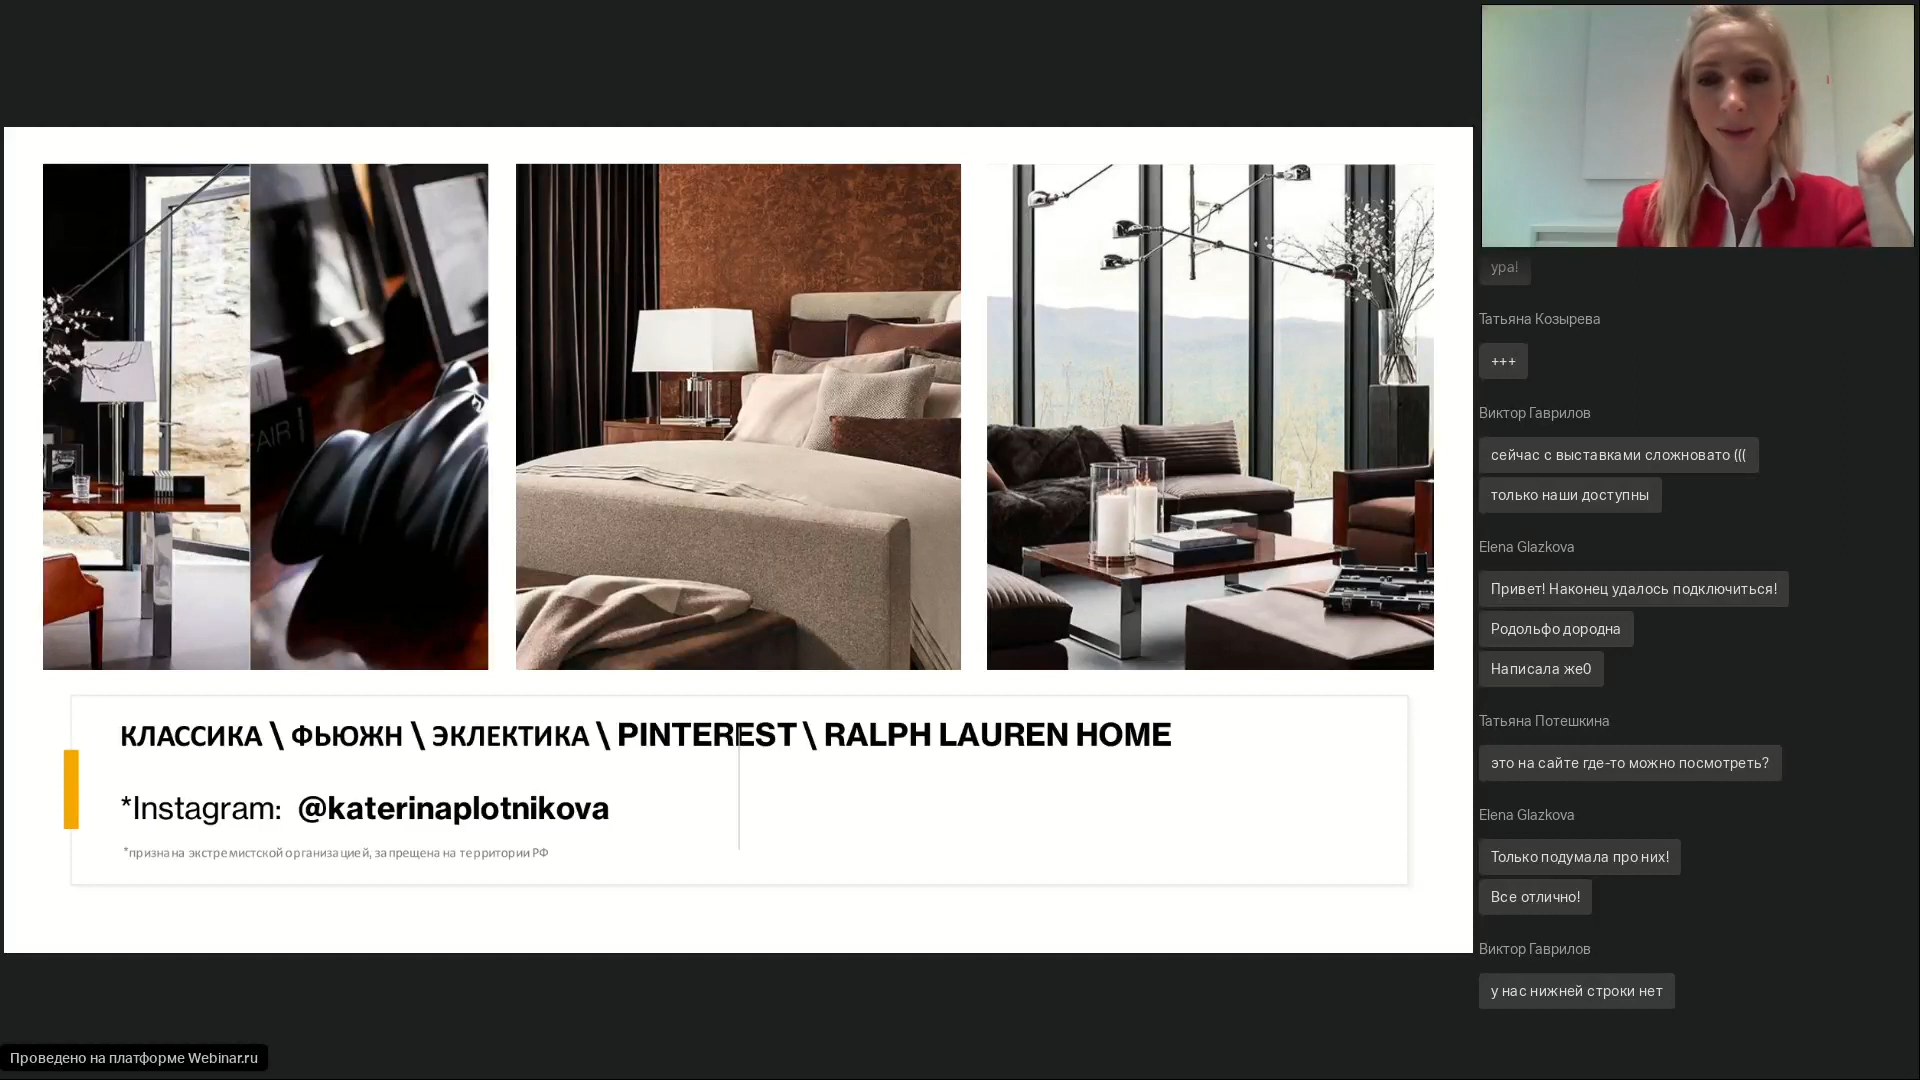 FAIR
КЛАССИКА \ ФЬЮЖН \ ЭКЛЕКТИКА \ PINTEREST \ RALPH LAUREN HOME
*Instagram: @katerinaplotnikova
*признана экстремистской организацией, запрещена на территории РФ
ура!
Татьяна Козырева
+++
Виктор Гаврилов
сейчас с выставками сложновато (((
только наши доступны
Elena Glazkova
Привет! Наконец удалось подключиться!
Родольфо дородна
Написала же0
Татьяна Потешкина
это на сайте где-то можно посмотреть?
Elena Glazkova
Только подумала про них!
Все отлично!
Виктор Гаврилов
у нас нижней строки нет
Проведено на платформе Webinar.ru